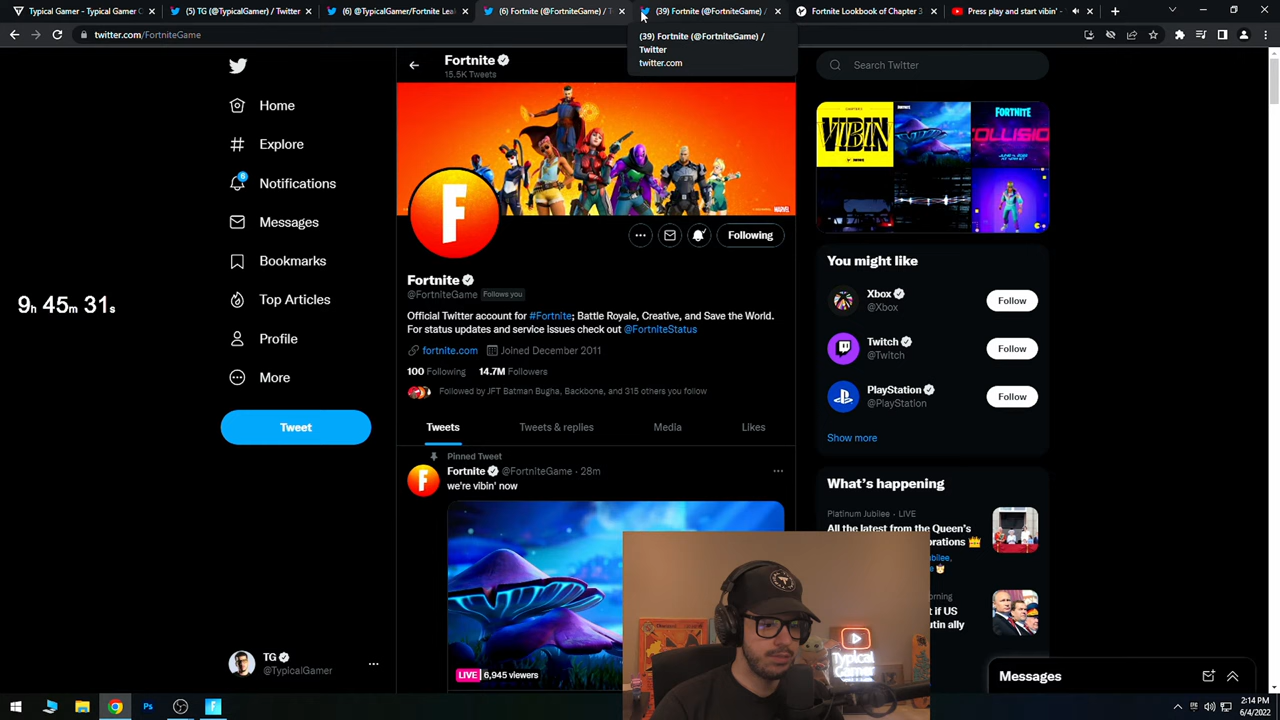 Typical Gamer - Typical Gamer C
(5) TG (@TypicalGamer) / Twitter
(6) @TypicalGamer/Fortnite Lea
(6) Fortnite (@FortniteGame) / T
(39) Fortnite (@FortniteGame) /
Fortnite Lookbook of Chapter 3
Press play and start vibin' -
twitter.com/FortniteGame
(39) Fortnite (@FortniteGame) /
Twitter
twitter.com
Home
Explore
6
Notifications
Messages
Bookmarks
Top Articles
Profile
More
Tweet
TG
@TypicalGamer
9h 45m 31s
Fortnite
15.5K Tweets
MARVEL
F
Following
Fortnite
@FortniteGame Follows you
Official Twitter account for #Fortnite; Battle Royale, Creative, and Save the World.
For status updates and service issues check out @FortniteStatus
fortnite.com Joined December 2011
100 Following 14.7M Followers
Followed by JFT Batman Bugha, Backbone, and 315 others you follow
Tweets
Tweets & replies
Media
Likes
Pinned Tweet
Fortnite @FortniteGame · 28m
we're vibin' now
LIVE 6,945 viewers
Typical
Gamer
Search Twitter
VIBIN
FORTNITE
OLLISIO
You might like
Xbox
@Xbox
Follow
Twitch
@Twitch
Follow
PlayStation
@PlayStation
Follow
Show more
What's happening
Platinum Jubilee · LIVE
All the latest from the Queen's
Messages
2:14 PM
6/4/2022